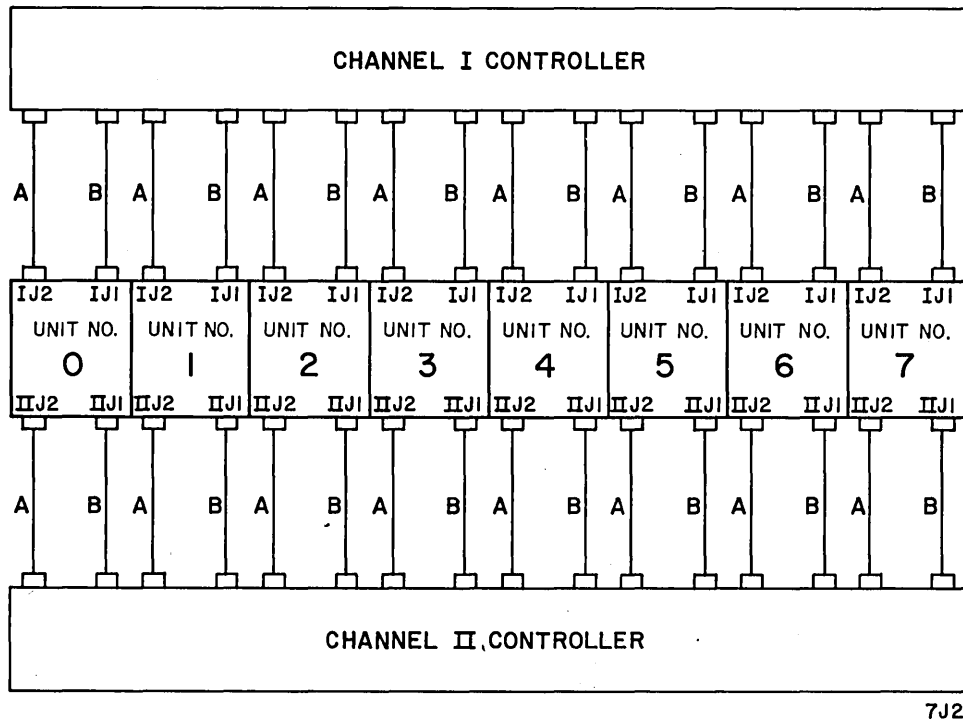 CHANNEL I CONTROLLER
A B A B A B A B A B A B A B A B
IJ2 IJ1 IJ2 IJ1 IJ2 IJ1 IJ2 IJ1 IJ2 IJ1 IJ2 IJ1 IJ2 IJ1 IJ2 IJ1
UNIT NO. UNIT NO. UNIT NO. UNIT NO. UNIT NO. UNIT NO. UNIT NO. UNIT NO.
0 1 2 3 4 5 6 7
IIJ2 IIJ1 IIJ2 IIJ1 IIJ2 IIJ1 IIJ2 IIJ1 IIJ2 IIJ1 IIJ2 IIJ1 IIJ2 IIJ1 IIJ2 IIJ1
A B A B A B A B A B A B A B A B
CHANNEL II CONTROLLER
7J2